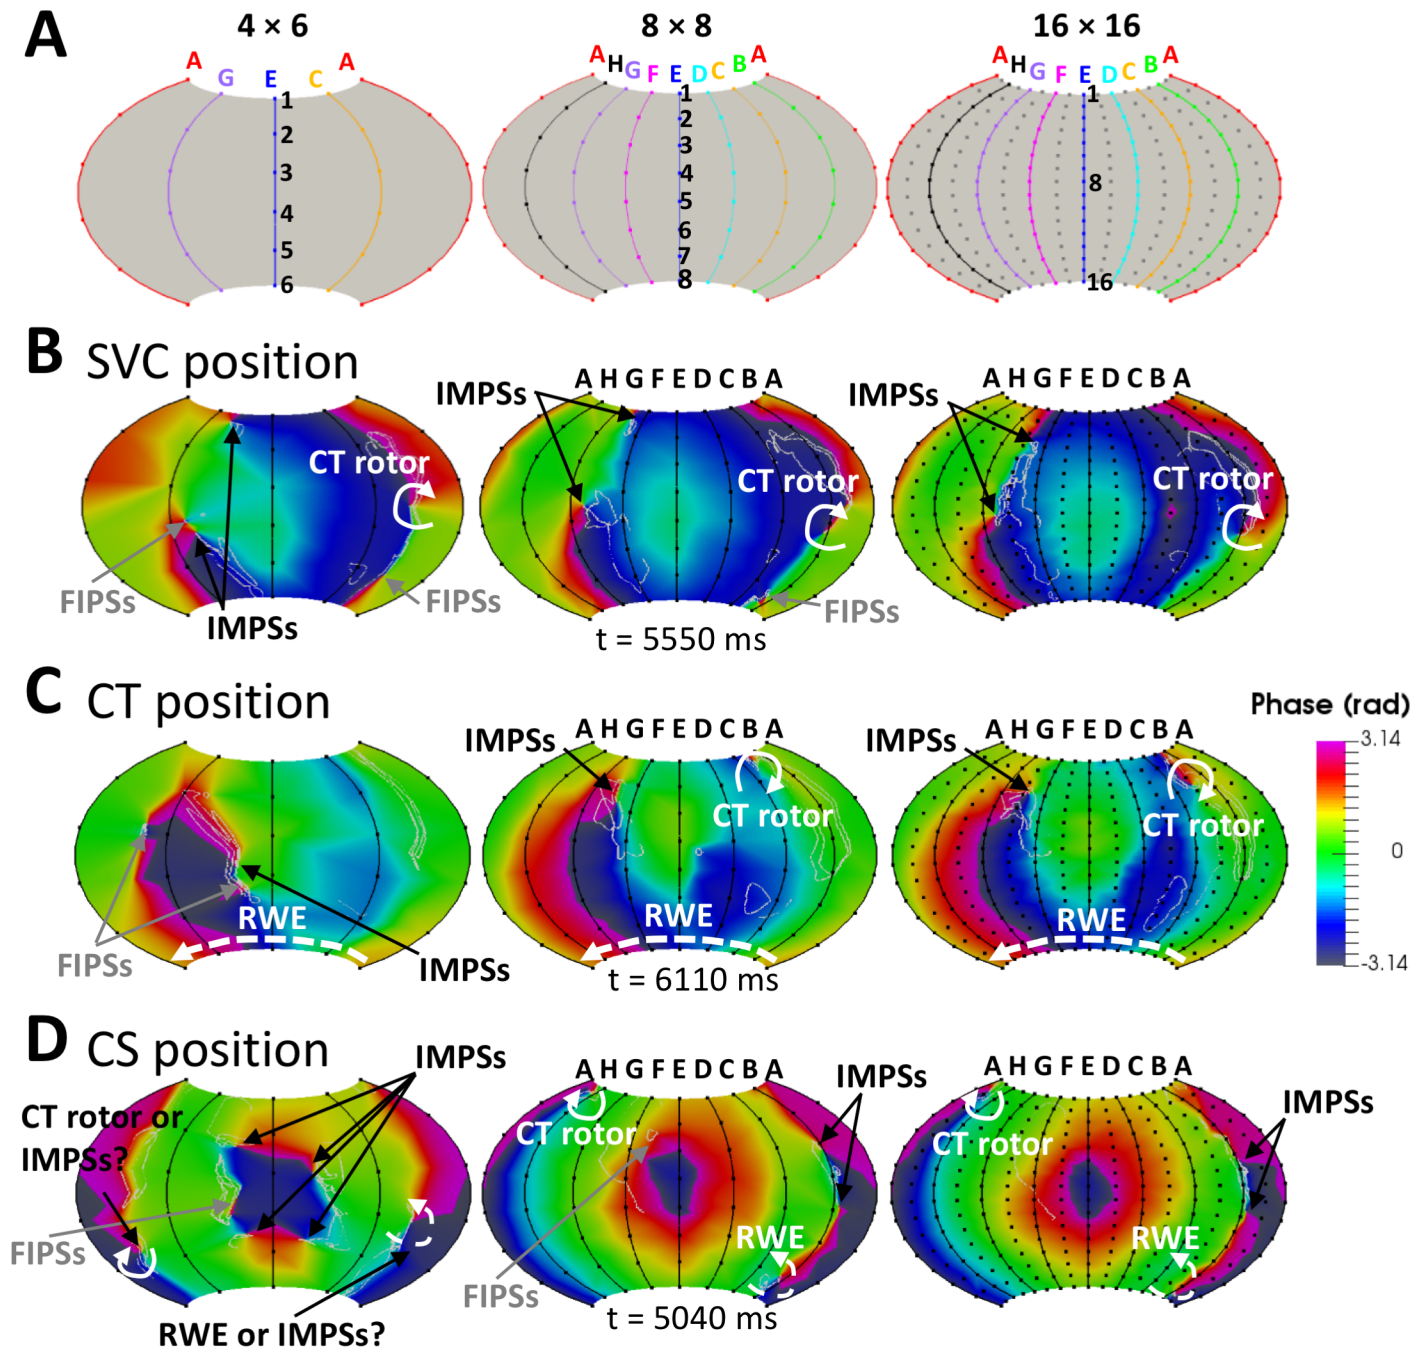 A
4 × 6
8 × 8
16 × 16
A G E C A
A H G F E D C B A
A H G F E D C B A
1
2
3
4
5
6
1
2
3
4
5
6
7
8
1
8
16
B SVC position
IMPSs
A H G F E D C B A
IMPSs
A H G F E D C B A
CT rotor
CT rotor
CT rotor
FIPSs
IMPSs
FIPSs
FIPSs
t = 5550 ms
C CT position
IMPSs
A H G F E D C B A
IMPSs
A H G F E D C B A
CT rotor
CT rotor
RWE
RWE
RWE
FIPSs
IMPSs
t = 6110 ms
Phase (rad)
3.14
0
-3.14
D CS position
IMPSs
A H G F E D C B A
IMPSs
A H G F E D C B A
IMPSs
CT rotor or
IMPSs?
CT rotor
CT rotor
FIPSs
RWE
RWE
FIPSs
RWE or IMPSs?
t = 5040 ms